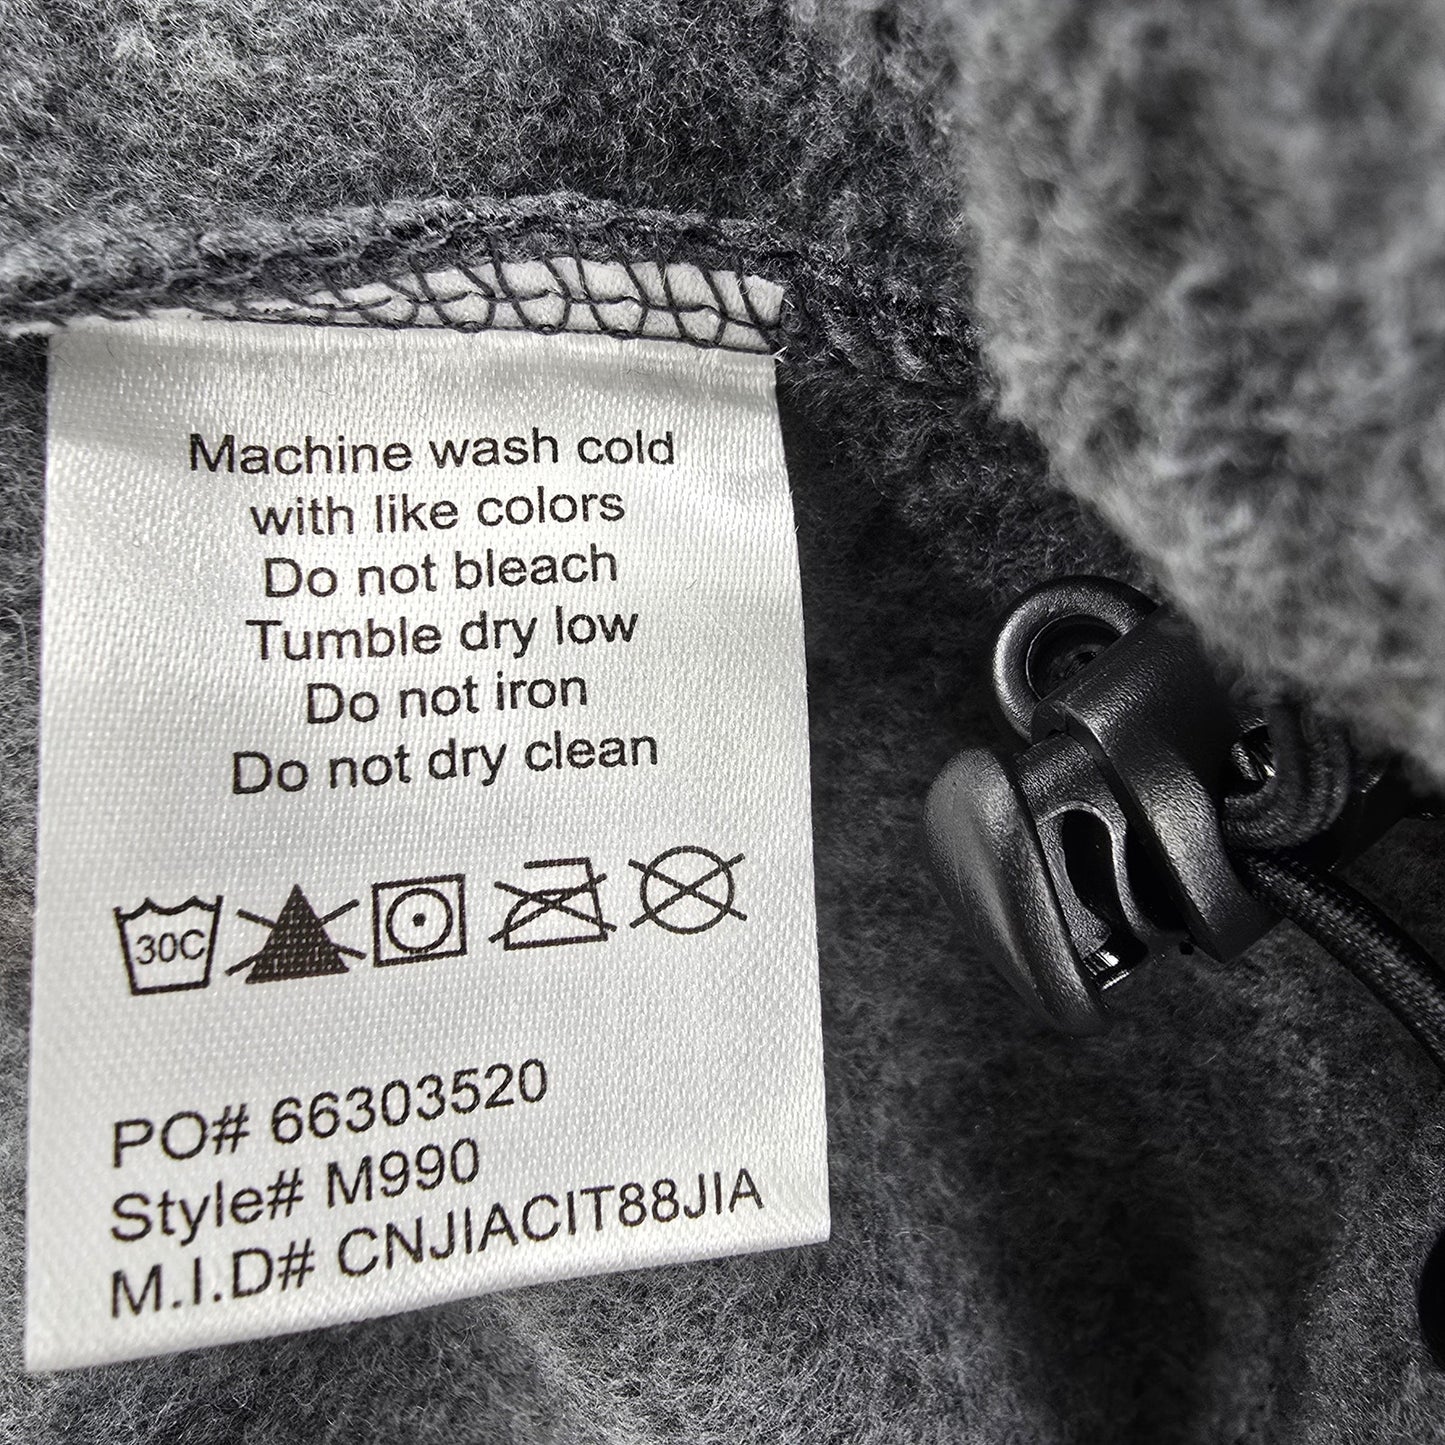 Machine wash cold
with like colors
Do not bleach
Tumble dry low
Do not iron
Do not dry clean
30C
PO# 66303520
Style# M990
M.I.D# CNJIACIT88JIA